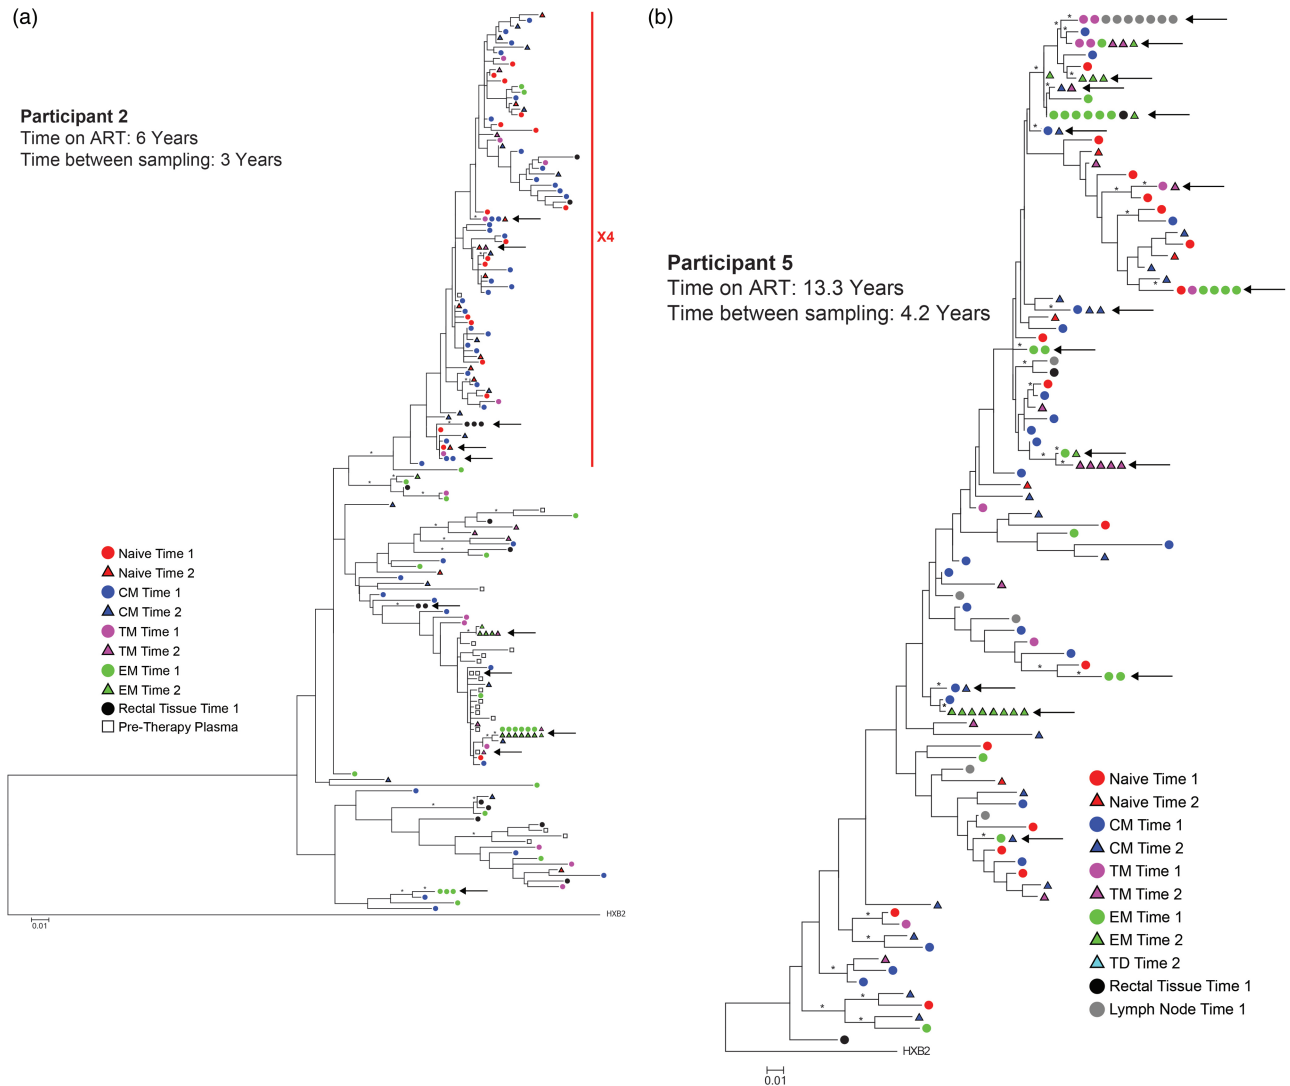 (a)
Participant 2
Time on ART: 6 Years
Time between sampling: 3 Years
X4
Naive Time 1
Naive Time 2
CM Time 1
CM Time 2
TM Time 1
TM Time 2
EM Time 1
EM Time 2
Rectal Tissue Time 1
Pre-Therapy Plasma
HXB2
0.01
(b)
Participant 5
Time on ART: 13.3 Years
Time between sampling: 4.2 Years
Naive Time 1
Naive Time 2
CM Time 1
CM Time 2
TM Time 1
TM Time 2
EM Time 1
EM Time 2
TD Time 2
Rectal Tissue Time 1
Lymph Node Time 1
HXB2
0.01